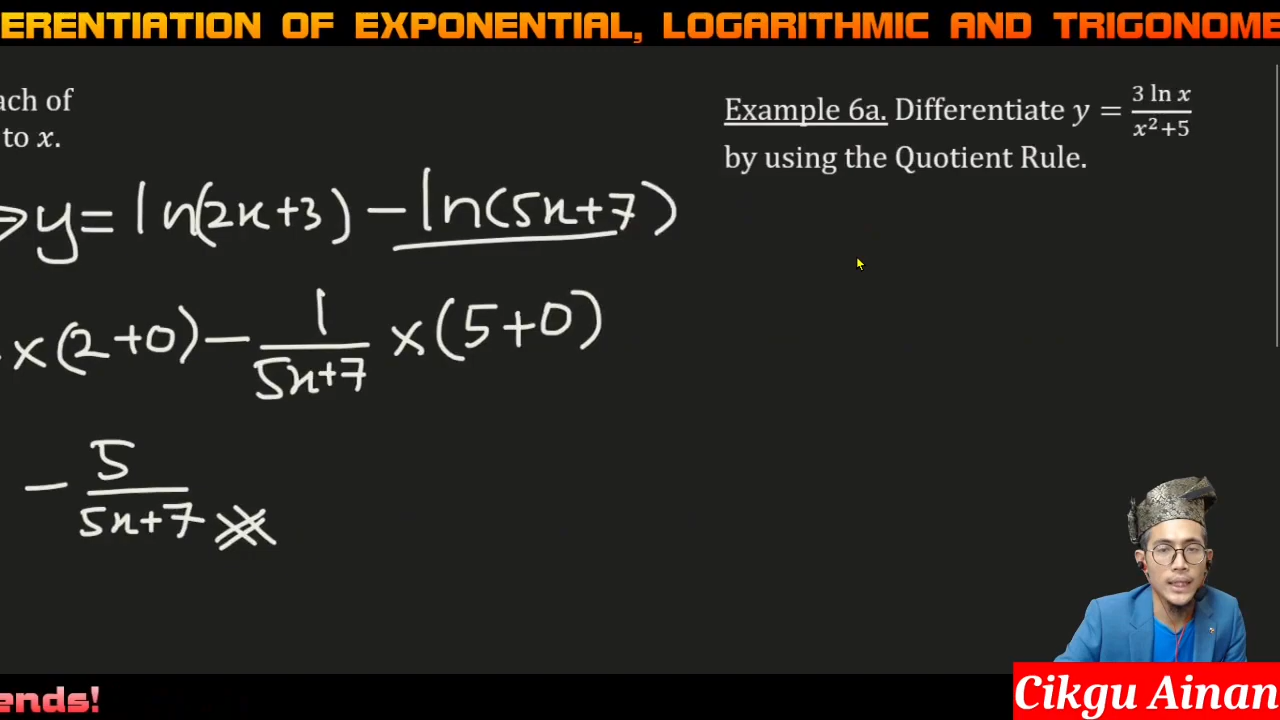 ERENTIATION OF EXPONENTIAL, LOGARITHMIC AND TRIGONOME
ach of
to x.
⇒ y = ln(2x+3) − ln(5x+7)
x(2+0) − 1/(5x+7) x(5+0)
− 5/(5x+7)
Example 6a. Differentiate y = (3 ln x)/(x²+5)
by using the Quotient Rule.
ends!
Cikgu Ainan